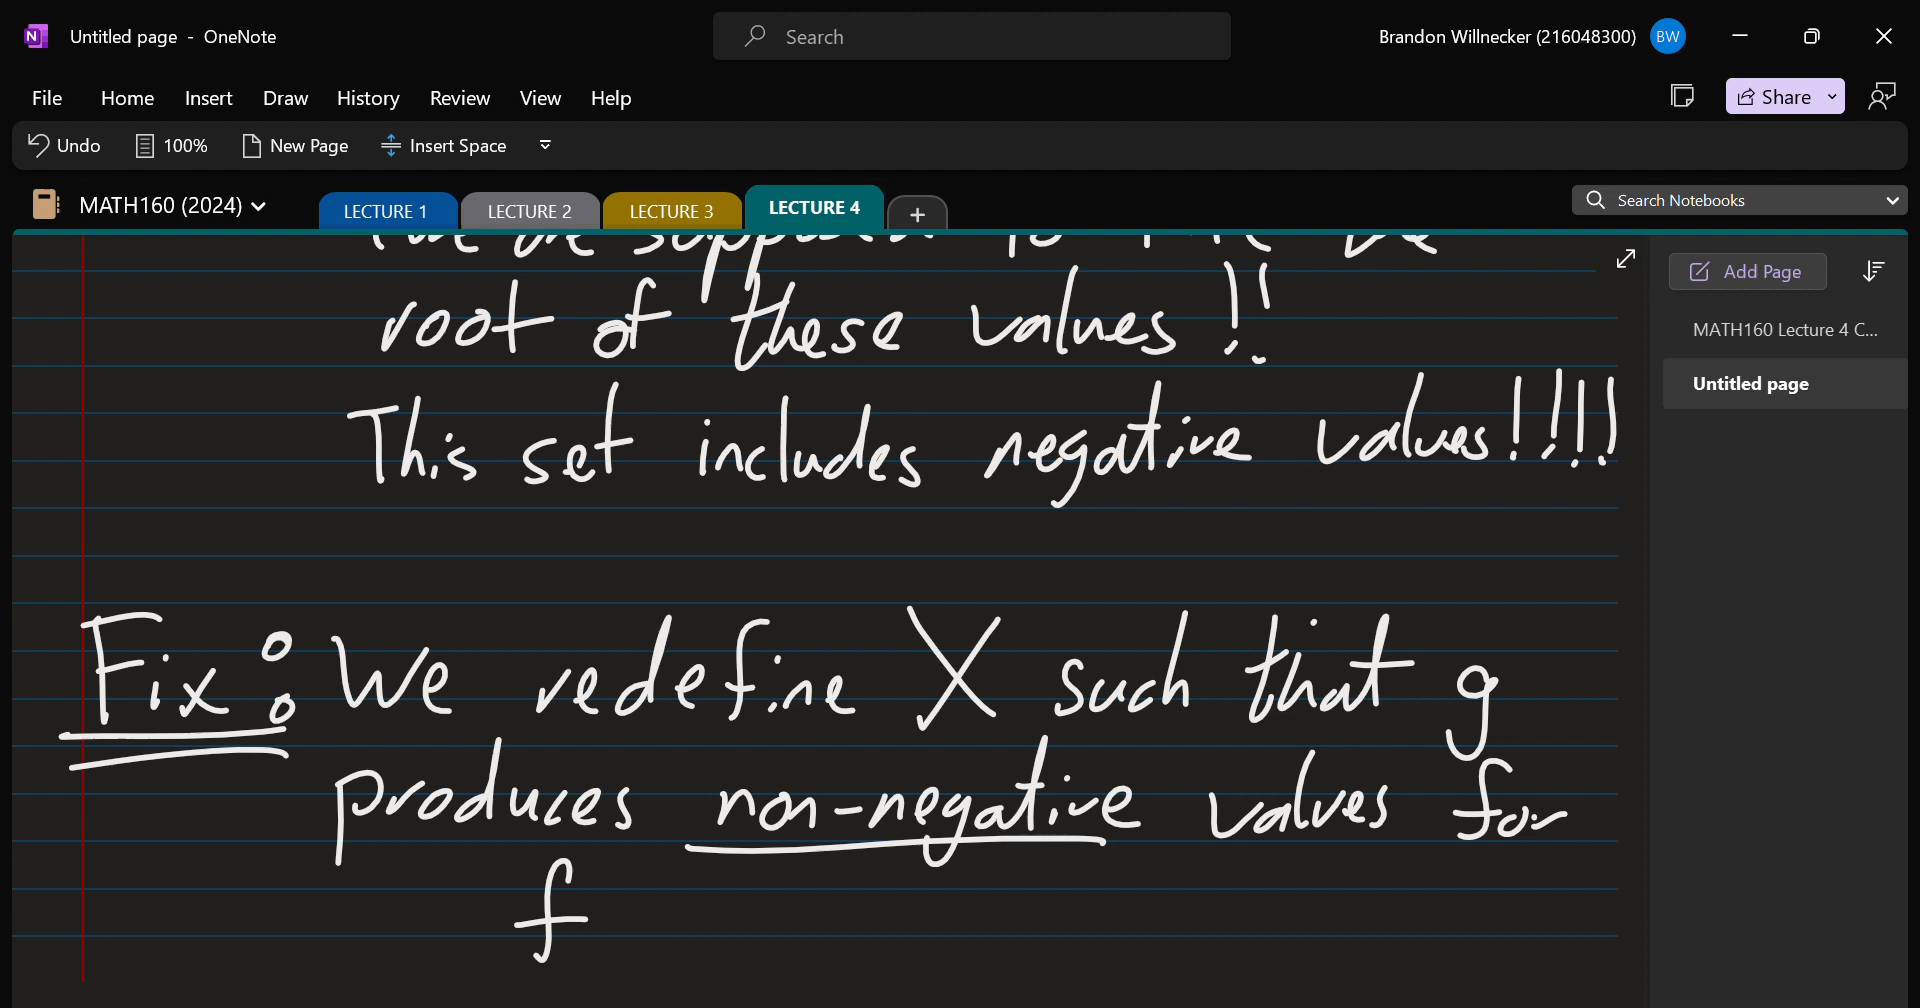 Untitled page - OneNote
Search
Brandon Willnecker (216048300) BW
File Home Insert Draw History Review View Help
Share
Undo 100% New Page Insert Space
MATH160 (2024)
LECTURE 1 LECTURE 2 LECTURE 3 LECTURE 4 +
Search Notebooks
Add Page
MATH160 Lecture 4 C...
Untitled page
root of these values!!
This set includes negative values!!!!
Fix: We redefine X such that g
produces non-negative values for
f